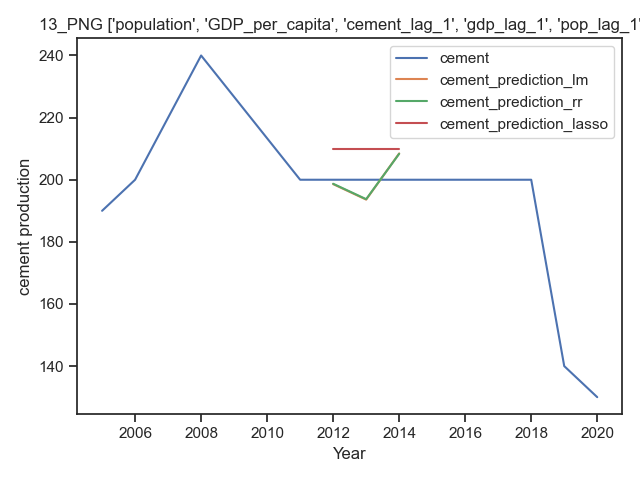 13_PNG ['population', 'GDP_per_capita', 'cement_lag_1', 'gdp_lag_1', 'pop_lag_1'
cement
cement_prediction_lm
cement_prediction_rr
cement_prediction_lasso
240
220
200
180
160
140
cement production
2006 2008 2010 2012 2014 2016 2018 2020
Year